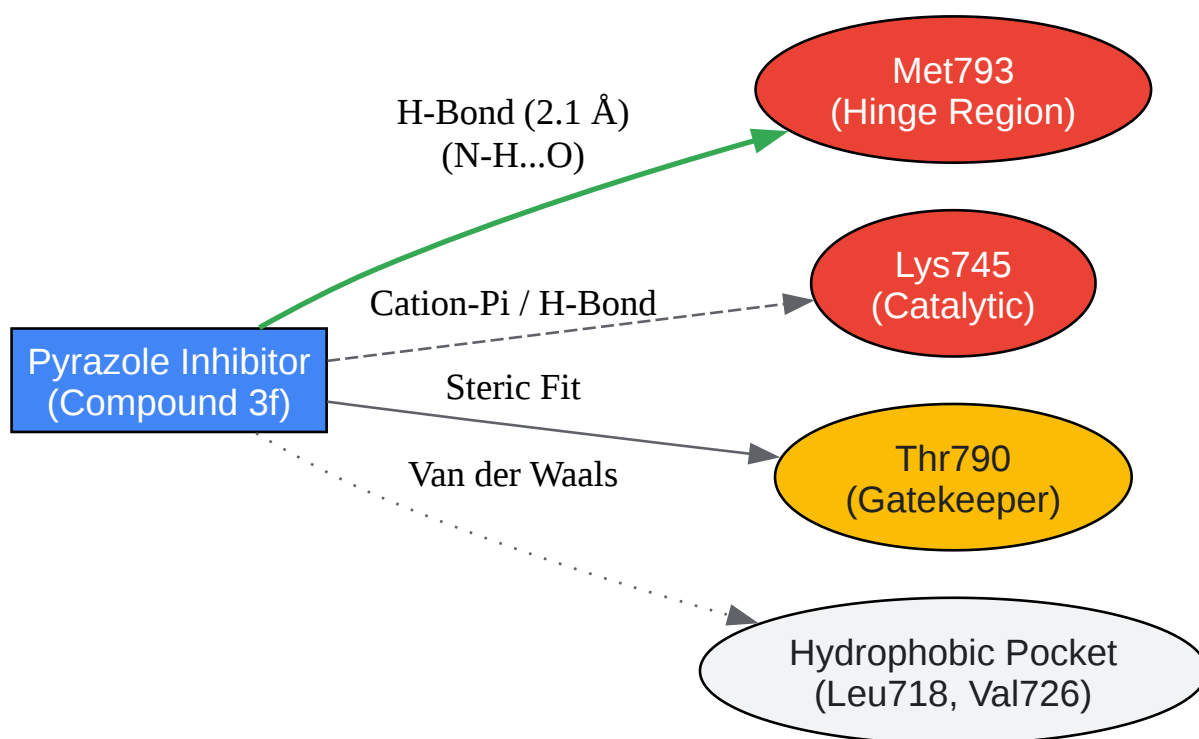 H-Bond (2.1 Å)
(N-H...O)
Met793
(Hinge Region)
Cation-Pi / H-Bond
Lys745
(Catalytic)
Pyrazole Inhibitor
(Compound 3f)
Steric Fit
Thr790
(Gatekeeper)
Van der Waals
Hydrophobic Pocket
(Leu718, Val726)